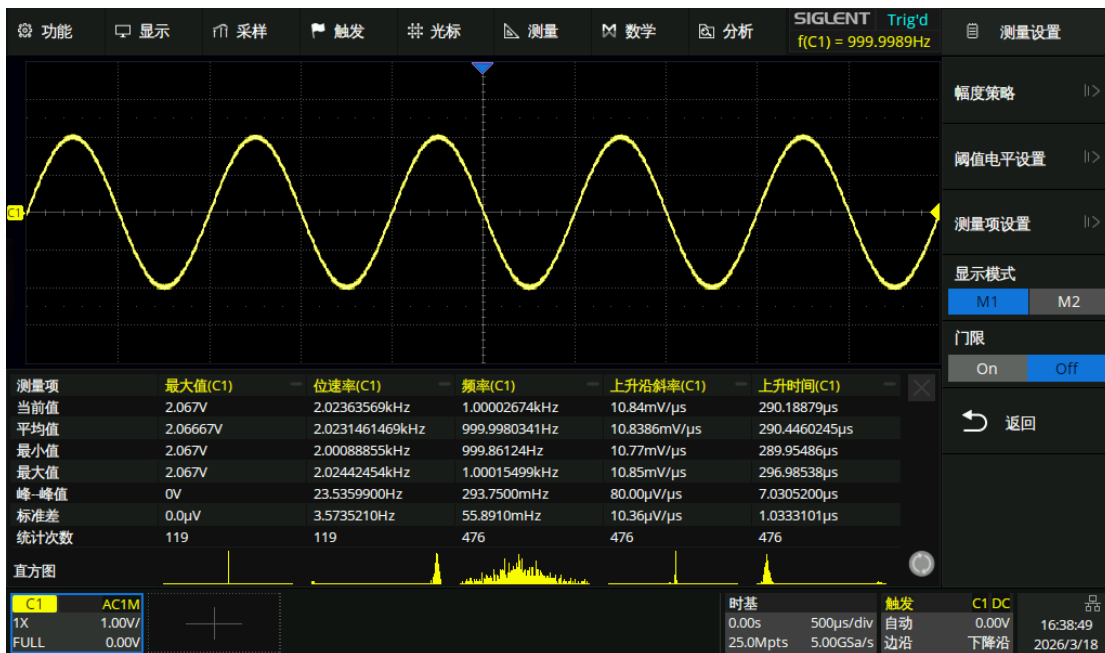 功能 显示 采样 触发 光标 测量 数学 分析 SIGLENT Trig'd 测量设置
f(C1) = 999.9989Hz
幅度策略
阈值电平设置
C1
测量项设置
显示模式
M1 M2
门限
On Off
返回
测量项 最大值(C1) 位速率(C1) 频率(C1) 上升沿斜率(C1) 上升时间(C1)
当前值 2.067V 2.02363569kHz 1.00002674kHz 10.84mV/µs 290.18879µs
平均值 2.06667V 2.0231461469kHz 999.9980341Hz 10.8386mV/µs 290.4460245µs
最小值 2.067V 2.00088855kHz 999.86124Hz 10.77mV/µs 289.95486µs
最大值 2.067V 2.02442454kHz 1.00015499kHz 10.85mV/µs 296.98538µs
峰--峰值 0V 23.5359900Hz 293.7500mHz 80.00µV/µs 7.0305200µs
标准差 0.0µV 3.5735210Hz 55.8910mHz 10.36µV/µs 1.0333101µs
统计次数 119 119 476 476 476
直方图
C1 AC1M 时基 触发 C1 DC
1X 1.00V/ 0.00s 500µs/div 自动 0.00V 16:38:49
FULL 0.00V 25.0Mpts 5.00GSa/s 边沿 下降沿 2026/3/18